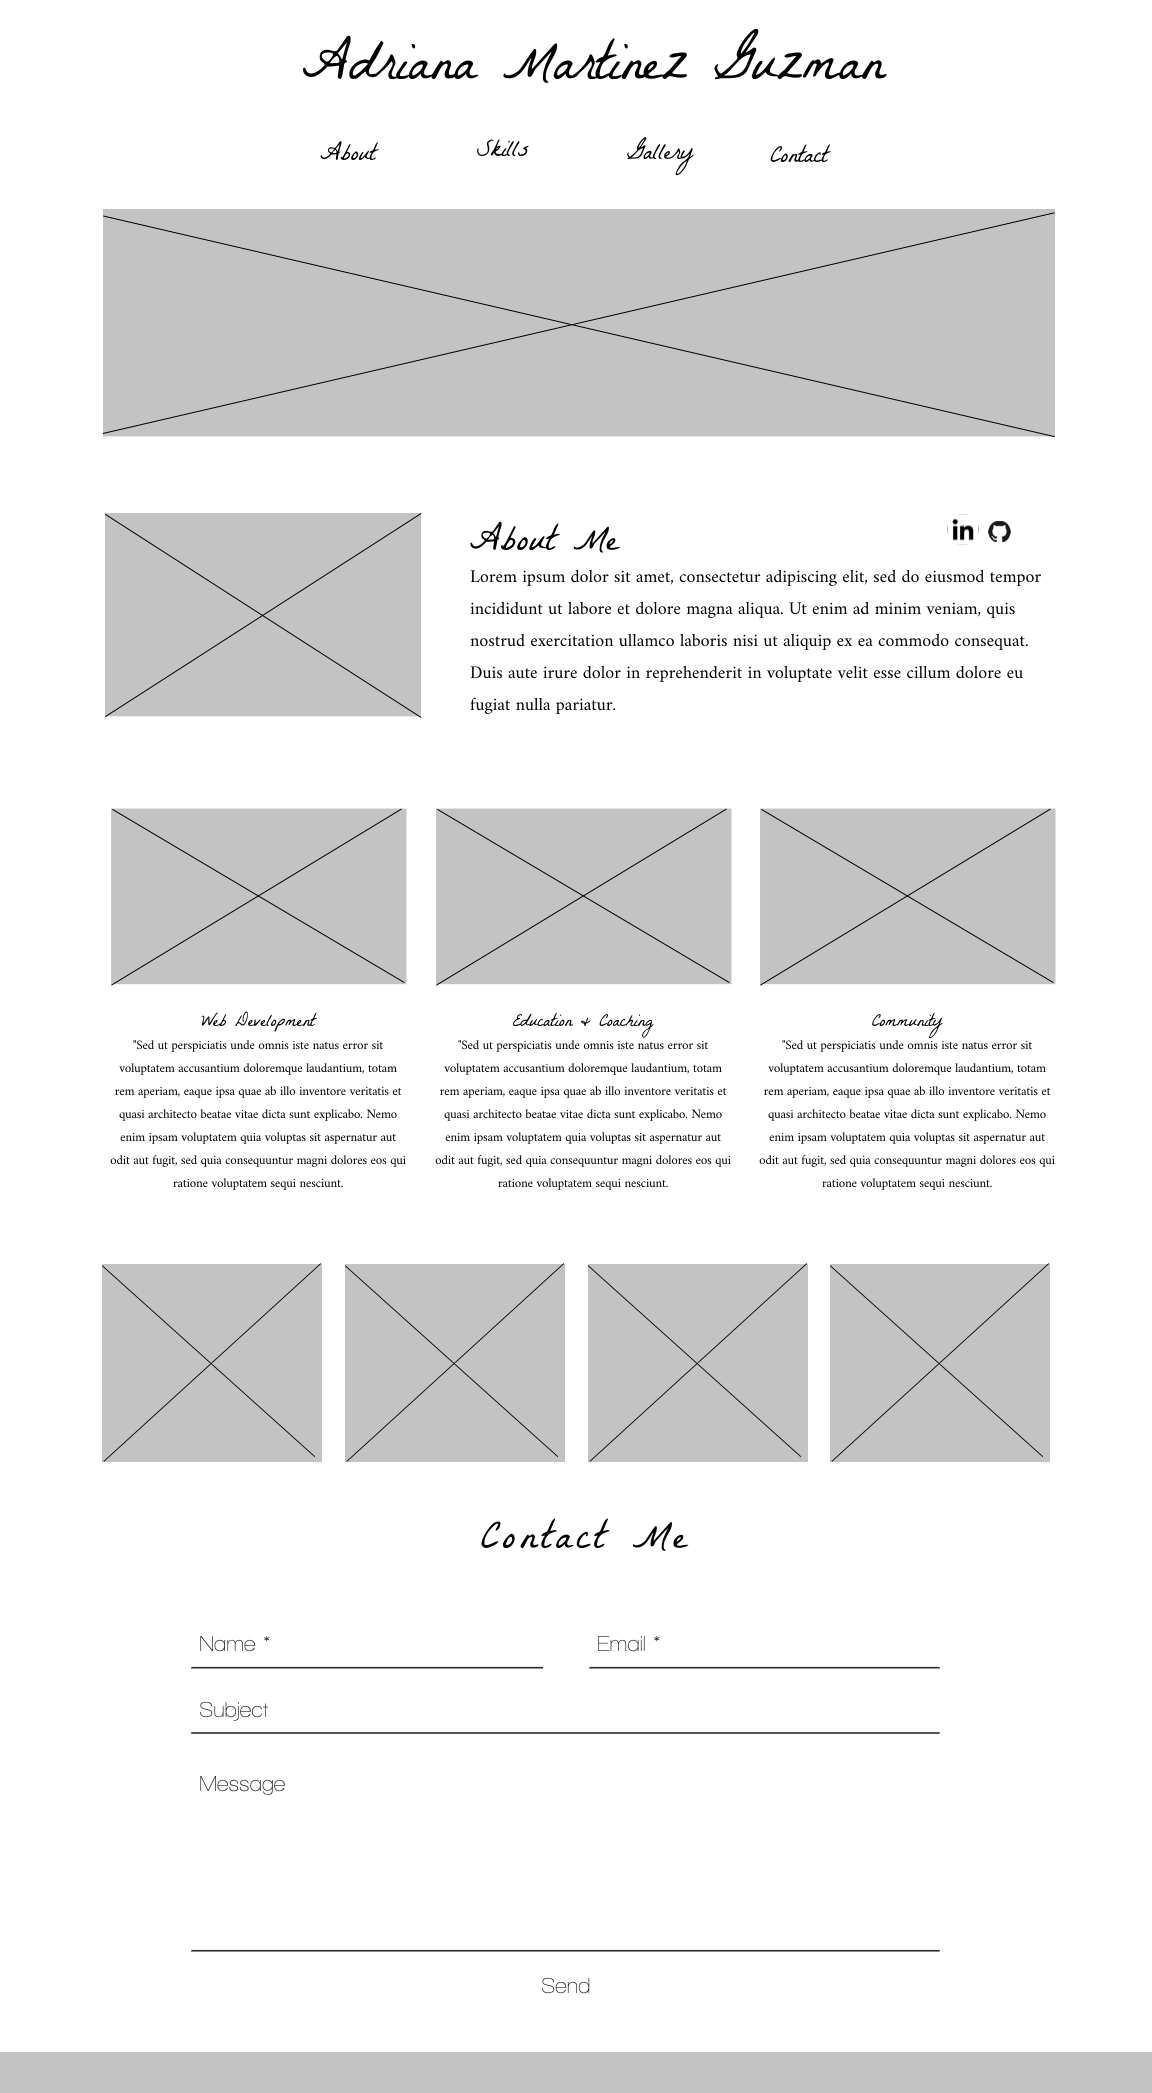 Adriana Martinez Guzman
About Skills Gallery Contact
About Me
in
Lorem ipsum dolor sit amet, consectetur adipiscing elit, sed do eiusmod tempor
incididunt ut labore et dolore magna aliqua. Ut enim ad minim veniam, quis
nostrud exercitation ullamco laboris nisi ut aliquip ex ea commodo consequat.
Duis aute irure dolor in reprehenderit in voluptate velit esse cillum dolore eu
fugiat nulla pariatur.
Web Development
"Sed ut perspiciatis unde omnis iste natus error sit
voluptatem accusantium doloremque laudantium, totam
rem aperiam, eaque ipsa quae ab illo inventore veritatis et
quasi architecto beatae vitae dicta sunt explicabo. Nemo
enim ipsam voluptatem quia voluptas sit aspernatur aut
odit aut fugit, sed quia consequuntur magni dolores eos qui
ratione voluptatem sequi nesciunt.
Education & Coaching
"Sed ut perspiciatis unde omnis iste natus error sit
voluptatem accusantium doloremque laudantium, totam
rem aperiam, eaque ipsa quae ab illo inventore veritatis et
quasi architecto beatae vitae dicta sunt explicabo. Nemo
enim ipsam voluptatem quia voluptas sit aspernatur aut
odit aut fugit, sed quia consequuntur magni dolores eos qui
ratione voluptatem sequi nesciunt.
Community
"Sed ut perspiciatis unde omnis iste natus error sit
voluptatem accusantium doloremque laudantium, totam
rem aperiam, eaque ipsa quae ab illo inventore veritatis et
quasi architecto beatae vitae dicta sunt explicabo. Nemo
enim ipsam voluptatem quia voluptas sit aspernatur aut
odit aut fugit, sed quia consequuntur magni dolores eos qui
ratione voluptatem sequi nesciunt.
Contact Me
Name * Email *
Subject
Message
Send